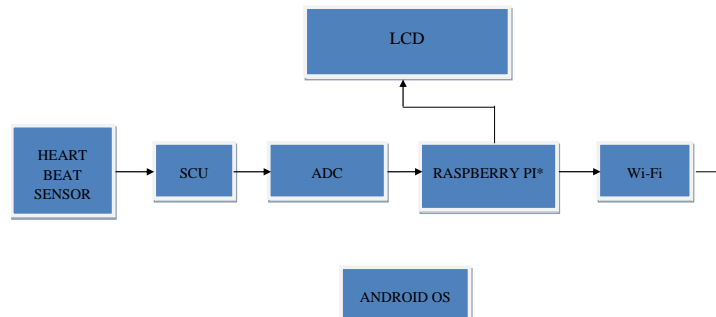 LCD
HEART
BEAT
SENSOR
SCU
ADC
RASPBERRY PI*
Wi-Fi
ANDROID OS